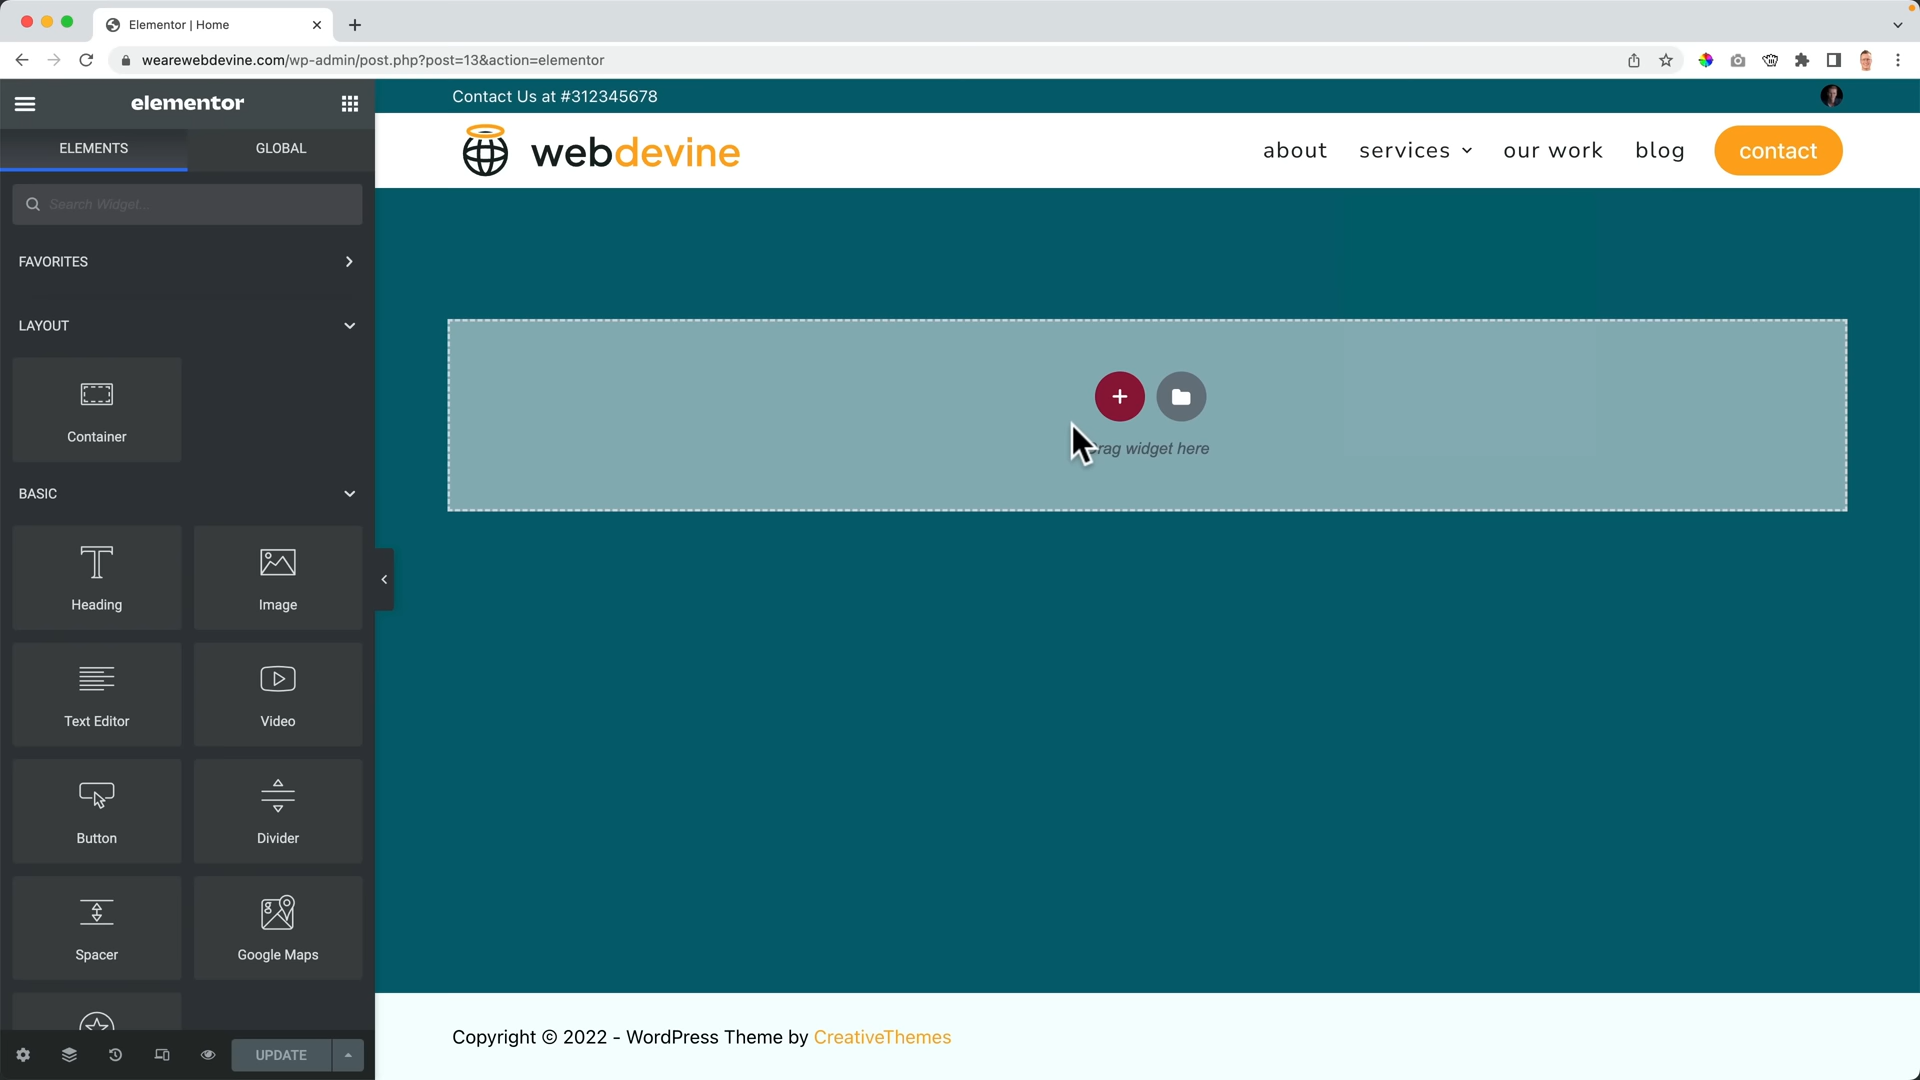 Elementor | Home
wearewebdevine.com/wp-admin/post.php?post=13&action=elementor
elementor
ELEMENTS
GLOBAL
Search Widget...
FAVORITES
LAYOUT
Container
BASIC
Heading
Image
Text Editor
Video
Button
Divider
Spacer
Google Maps
UPDATE
Contact Us at #312345678
webdevine
about
services
our work
blog
contact
widget here
Copyright © 2022 - WordPress Theme by CreativeThemes